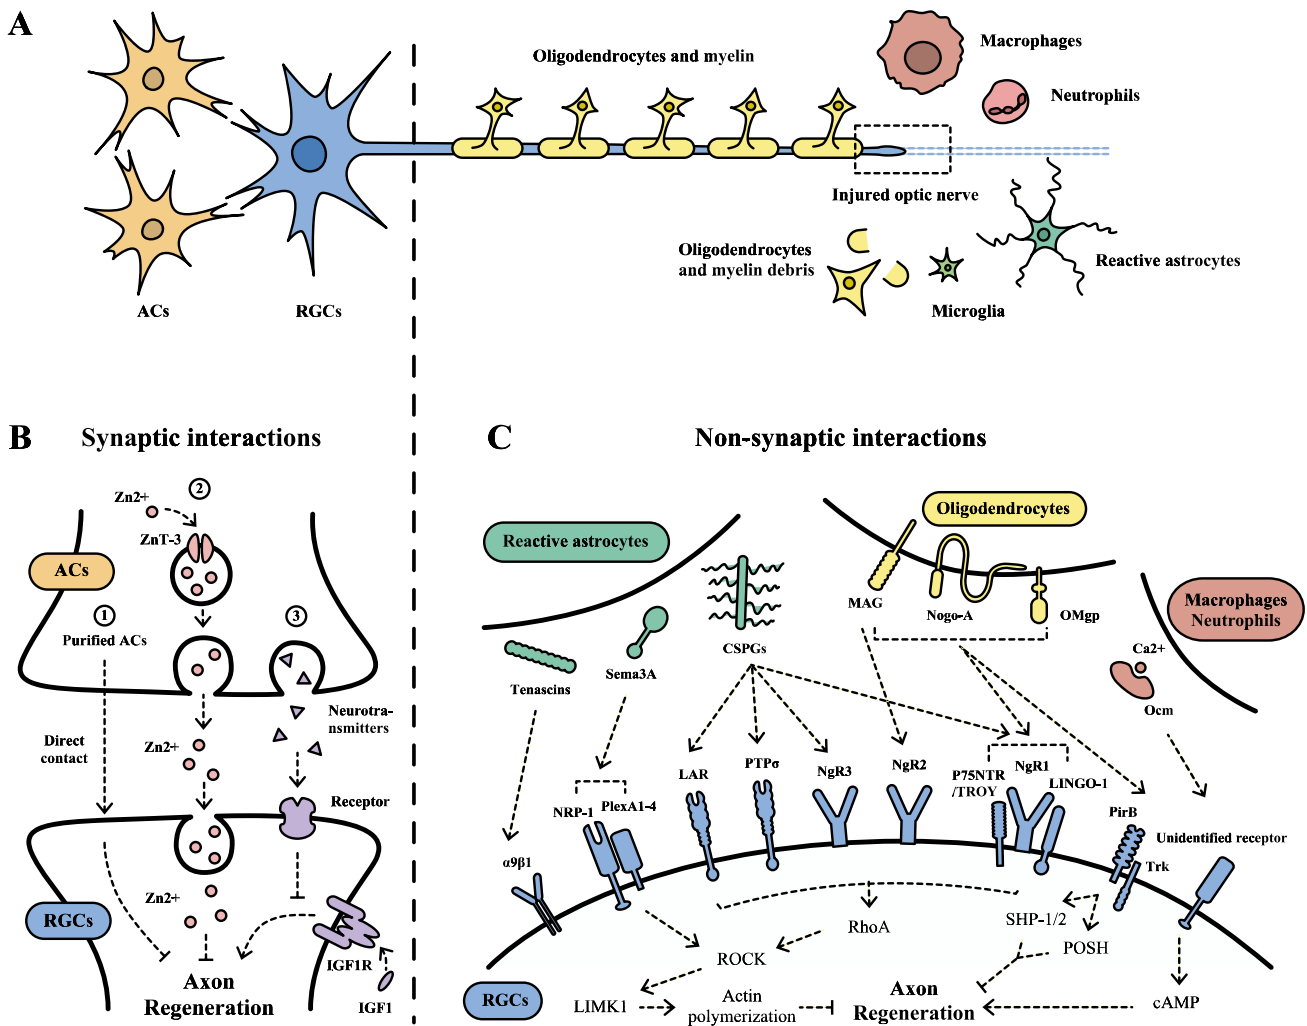 A
Oligodendrocytes and myelin
Macrophages
Neutrophils
Injured optic nerve
Oligodendrocytes
and myelin debris
Reactive astrocytes
Microglia
ACs
RGCs
B
Synaptic interactions
Zn2+
2
ZnT-3
ACs
1
Purified ACs
3
Neurotra-
nsmitters
Direct
contact
Zn2+
Receptor
Zn2+
RGCs
IGF1R
IGF1
Axon
Regeneration
C
Non-synaptic interactions
Reactive astrocytes
Oligodendrocytes
Macrophages
Neutrophils
MAG
Nogo-A
OMgp
CSPGs
Sema3A
Tenascins
Ca2+
Ocm
LAR
PTPσ
NgR3
NgR2
NgR1
P75NTR
/TROY
LINGO-1
NRP-1
PlexA1-4
PirB
Unidentified receptor
Trk
α9β1
RhoA
SHP-1/2
POSH
ROCK
RGCs
LIMK1
Actin
polymerization
Axon
Regeneration
cAMP